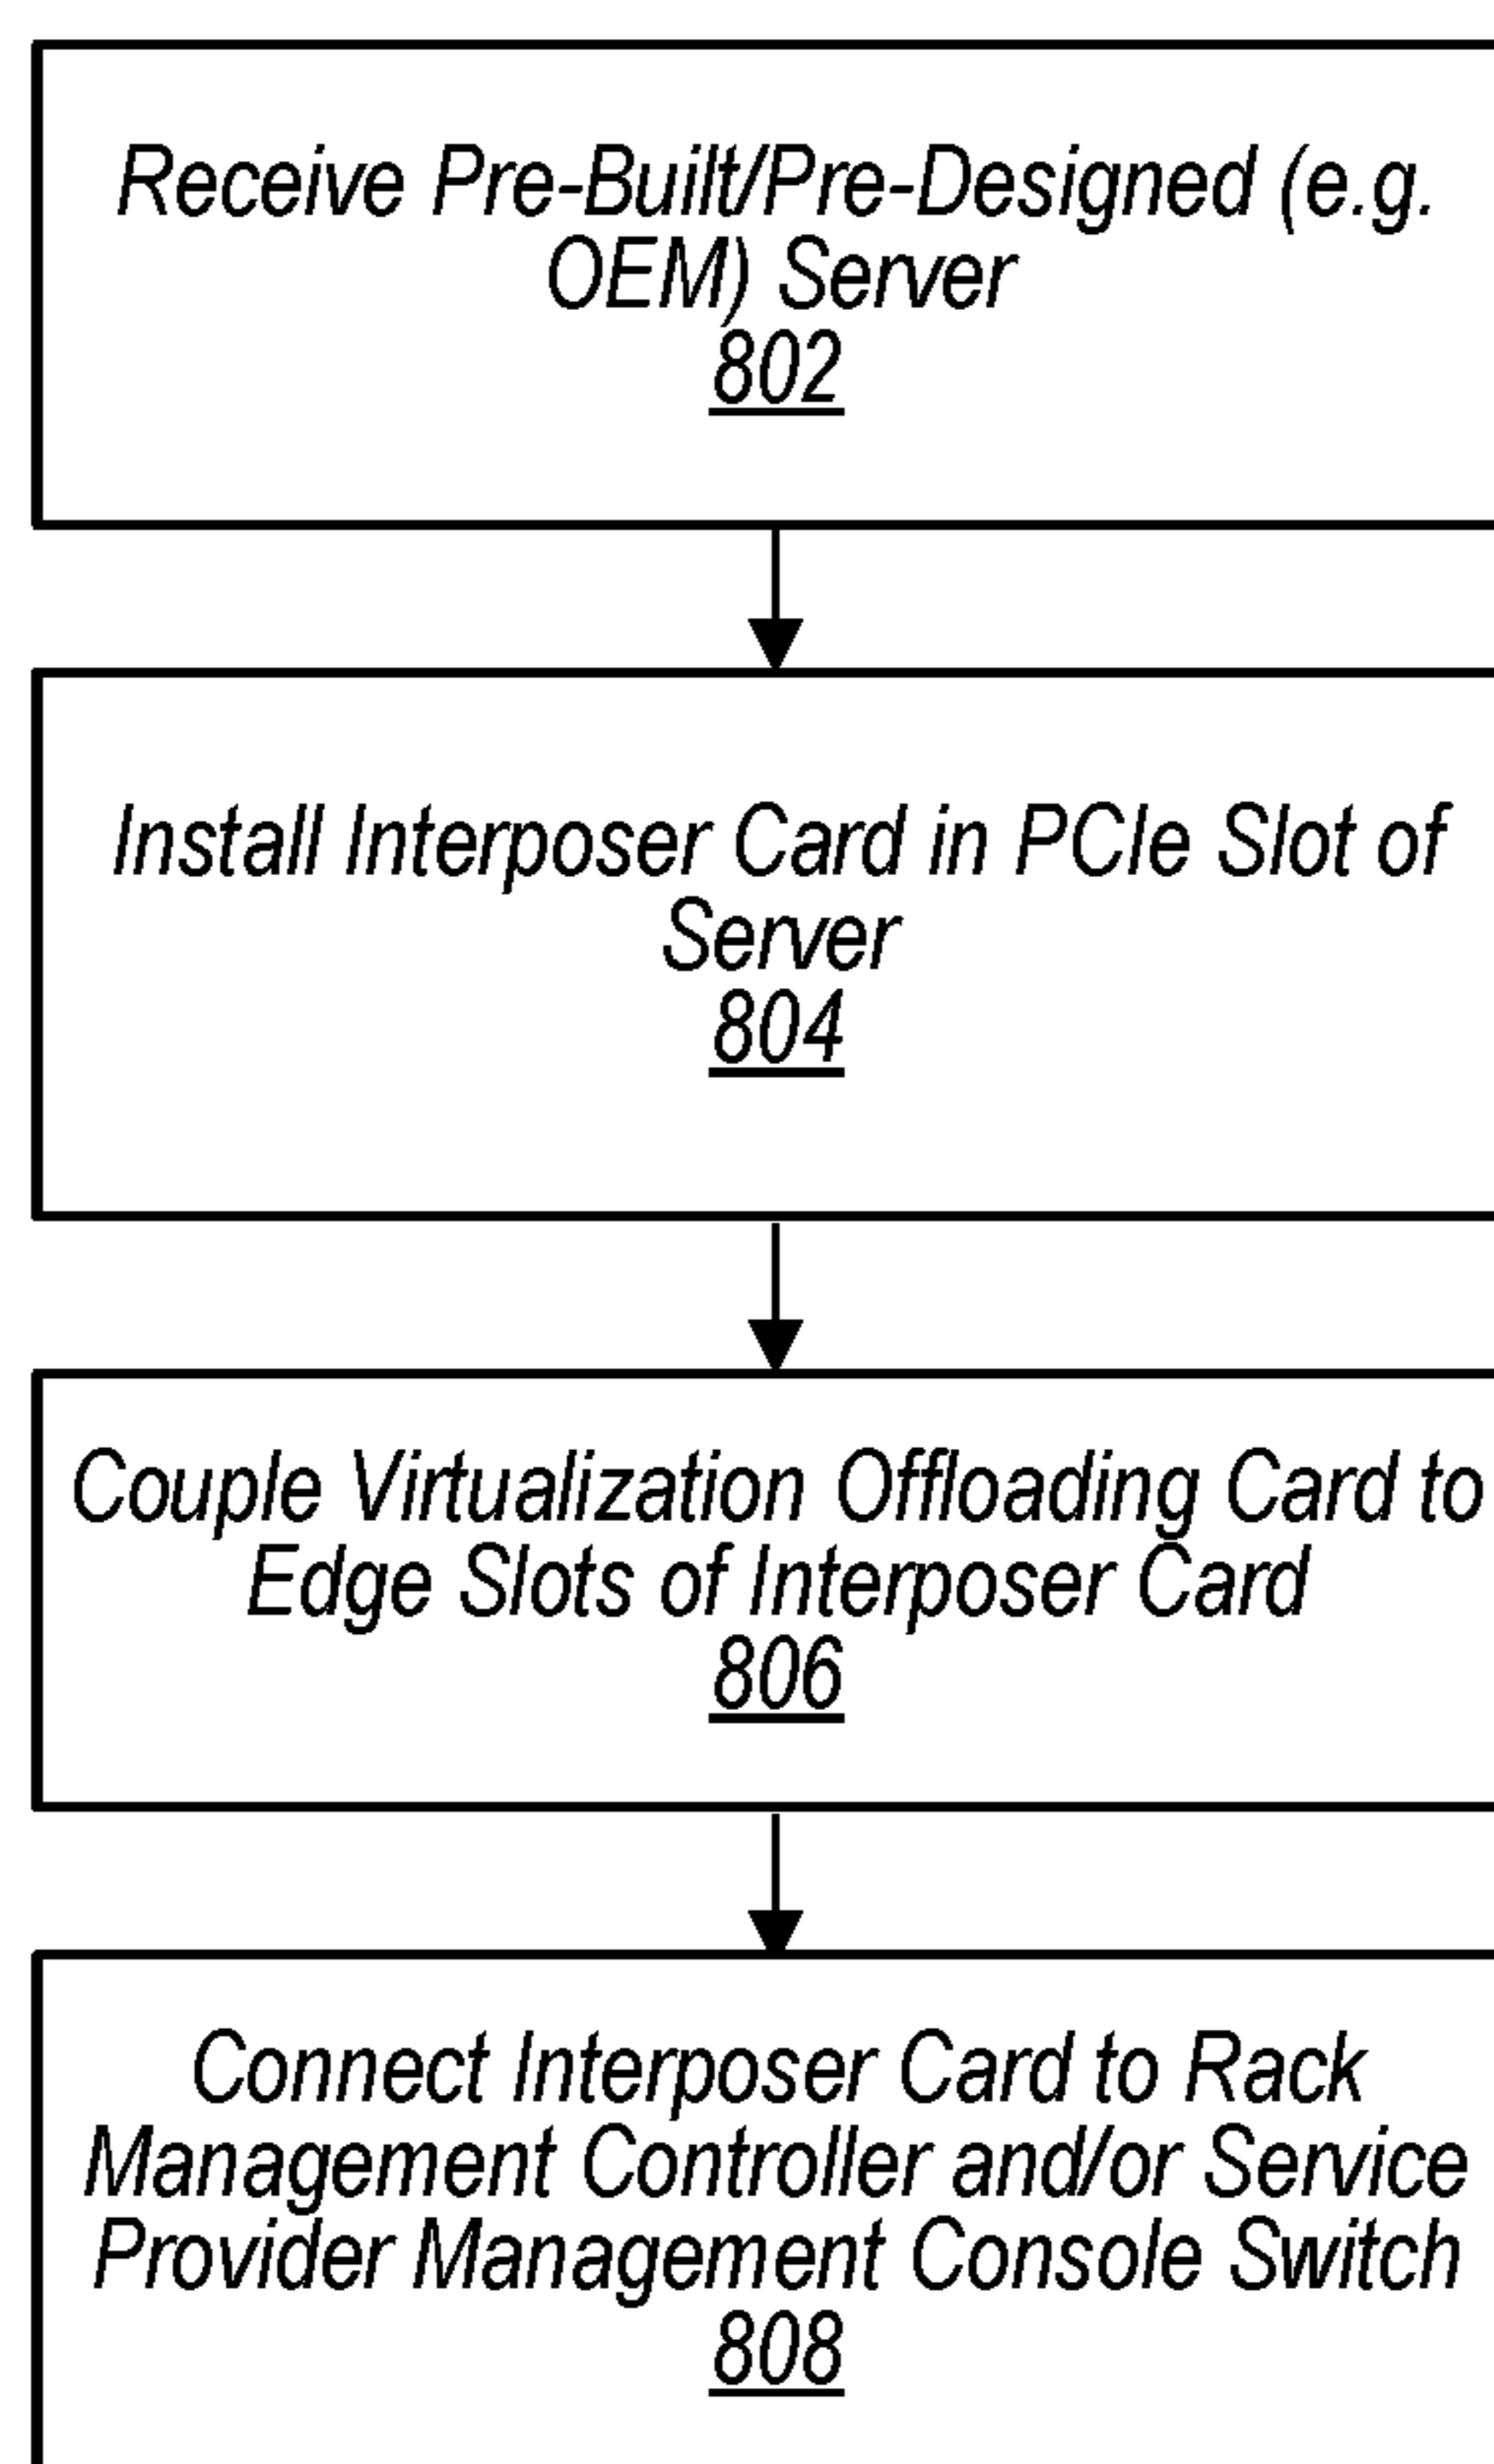 Receive Pre-Built/Pre-Designed (e.g.
OEM) Server
802
Install Interposer Card in PCIe Slot of
Server
804
Couple Virtualization Offloading Card to
Edge Slots of Interposer Card
806
Connect Interposer Card to Rack
Management Controller and/or Service
Provider Management Console Switch
808